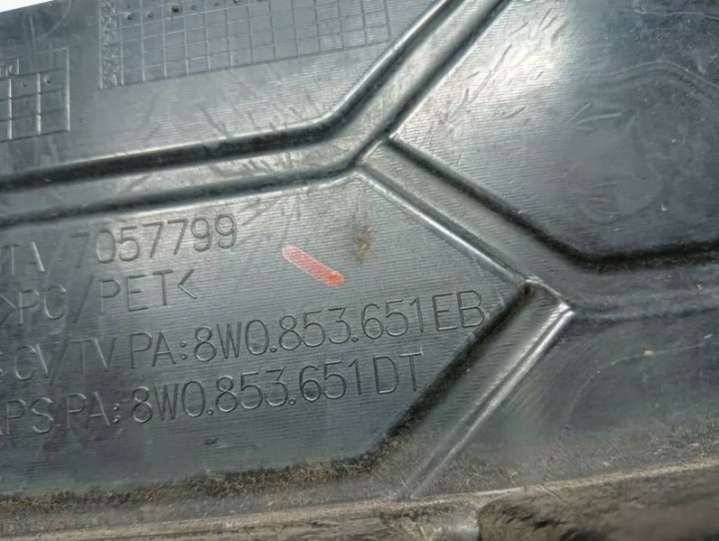 7057799
>PC/PET<
CV/TV PA:8W0.853.651EB
PS PA:8W0.853.651DT